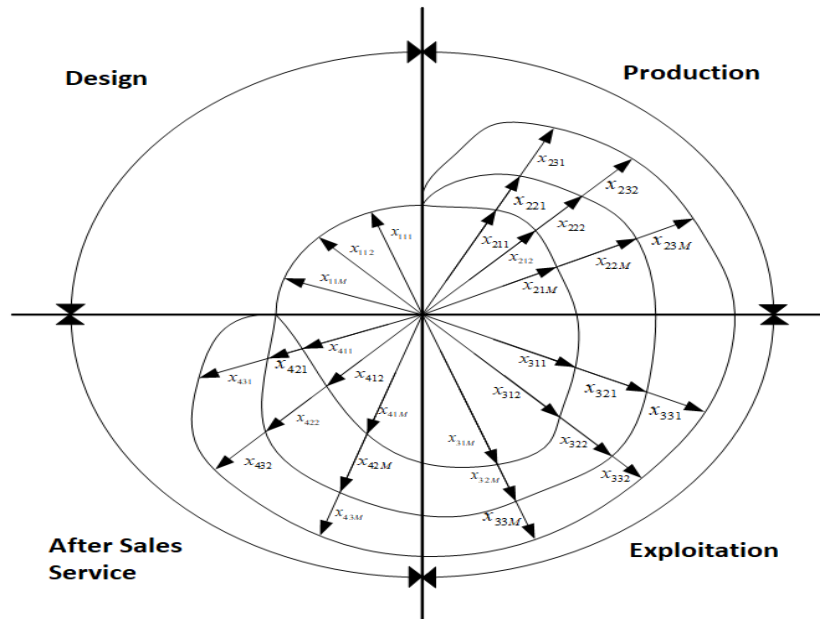 Design
Production
x₂₃₁
x₂₃₂
x₂₂₁
x₁₁₁
x₂₂₂
x₂₁₁
x₂₃M
x₁₁₂
x₂₁₂
x₂₂M
x₁₁M
x₂₁M
x₄₁₁
x₃₁₁
x₄₂₁
x₄₃₁
x₄₁₂
x₃₂₁
x₃₁₂
x₃₃₁
x₄₁M
x₄₂₂
x₃₁M
x₃₂₂
x₄₃₂
x₄₂M
x₃₂M
x₃₃₂
x₄₃M
x₃₃M
After Sales
Service
Exploitation